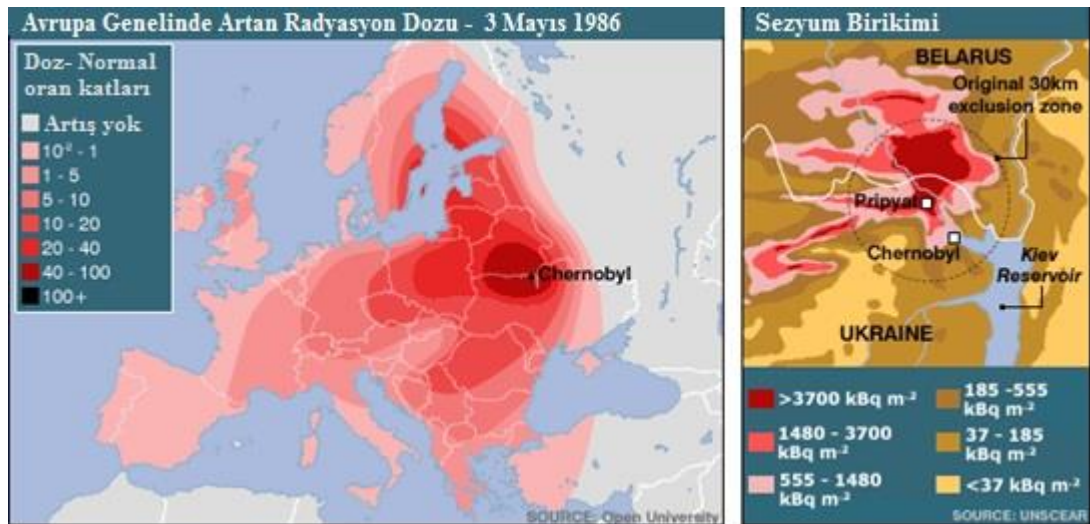 Avrupa Genelinde Artan Radyasyon Dozu - 3 Mayıs 1986
Doz- Normal
oran katları
Artış yok
10⁻² - 1
1 - 5
5 - 10
10 - 20
20 - 40
40 - 100
100+
Chernobyl
SOURCE: Open University
Sezyum Birikimi
BELARUS
Original 30km
exclusion zone
Pripyat
Chernobyl
Kiev
Reservoir
UKRAINE
>3700 kBq m⁻²
1480 - 3700
kBq m⁻²
555 - 1480
kBq m⁻²
185 -555
kBq m⁻²
37 - 185
kBq m⁻²
<37 kBq m⁻²
SOURCE: UNSCEAR